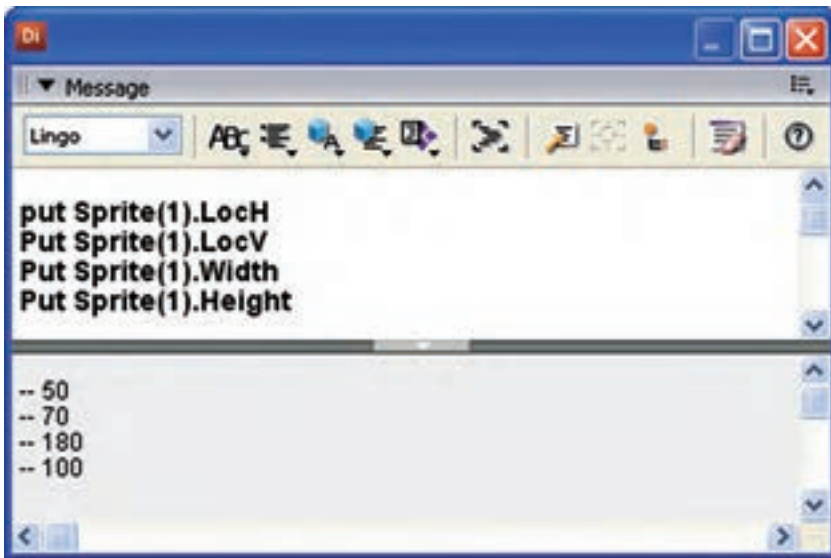 Di
Message
Lingo
put Sprite(1).LocH
Put Sprite(1).LocV
Put Sprite(1).Width
Put Sprite(1).Height
-- 50
-- 70
-- 180
-- 100